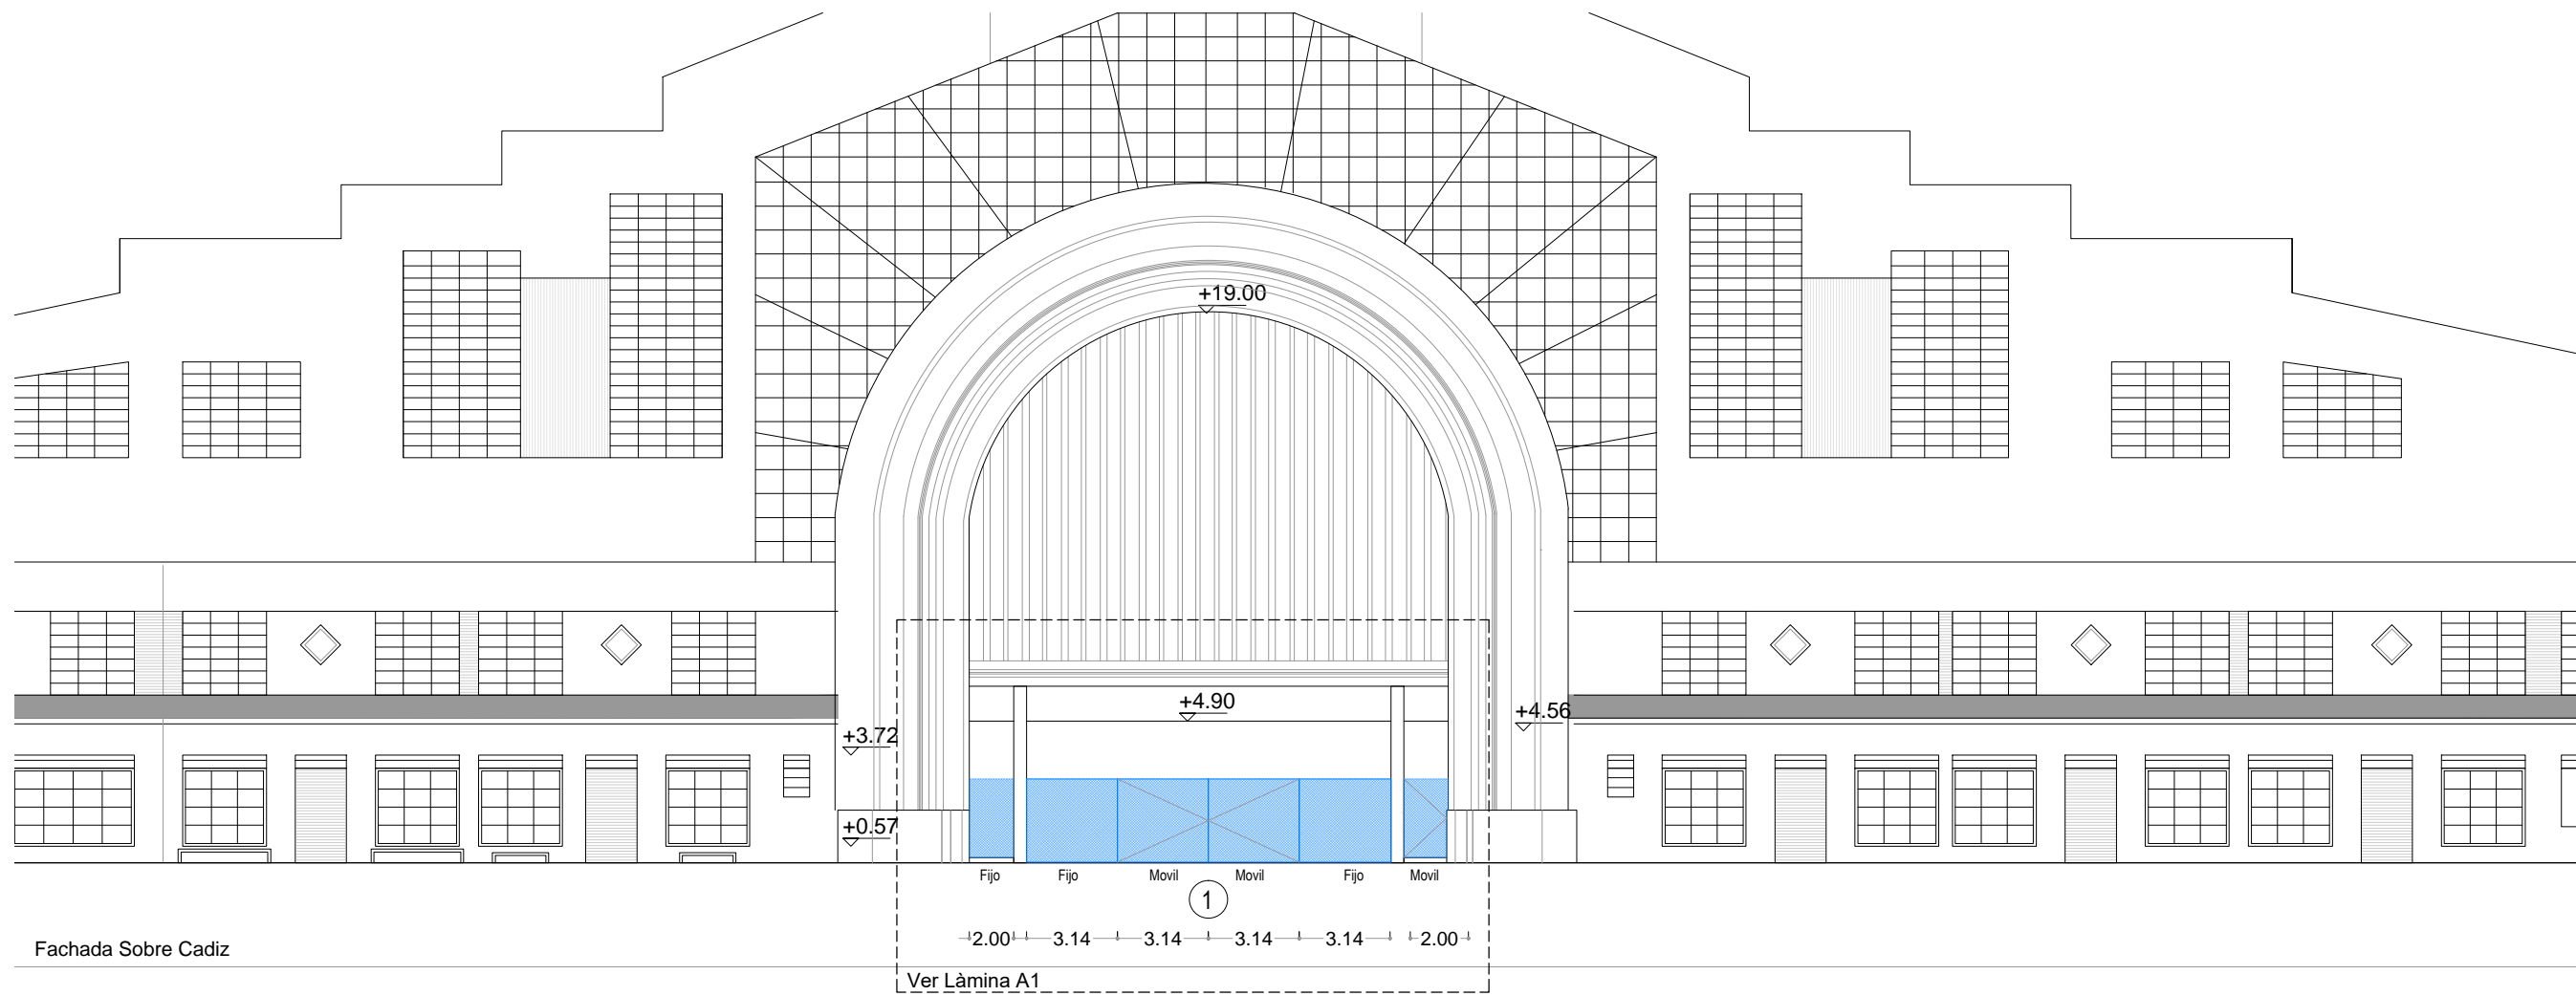 +19.00
+4.90
+4.56
+3.72
+0.57
Fijo Fijo Movil Movil Fijo Movil
1
2.00 3.14 3.14 3.14 3.14 2.00
Fachada Sobre Cadiz
Ver Làmina A1